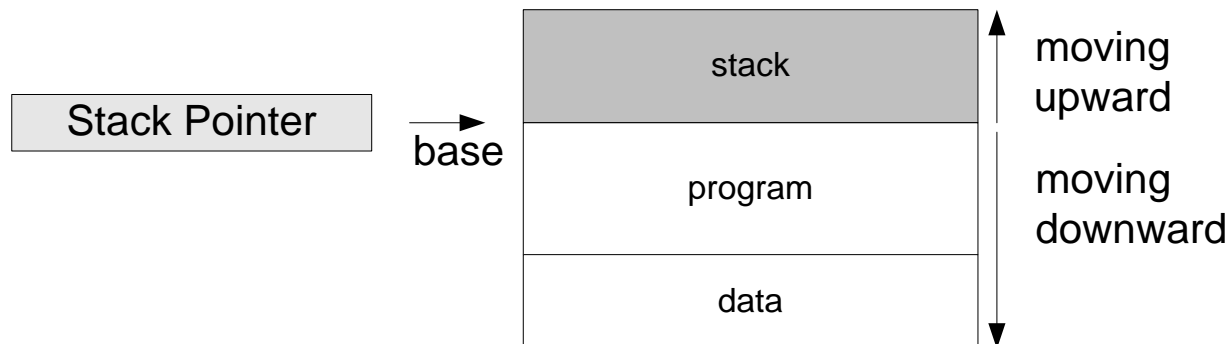 Stack Pointer
base
stack
program
data
moving
upward
moving
downward